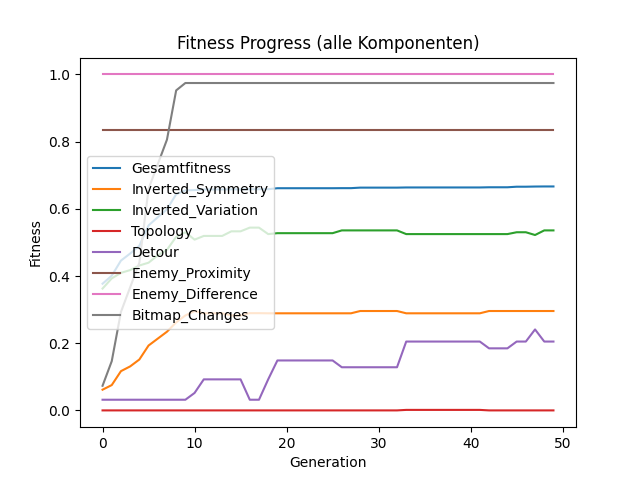 Fitness Progress (alle Komponenten)
Fitness
1.0
0.8
0.6
0.4
0.2
0.0
Gesamtfitness
Inverted_Symmetry
Inverted_Variation
Topology
Detour
Enemy_Proximity
Enemy_Difference
Bitmap_Changes
0 10 20 30 40 50
Generation